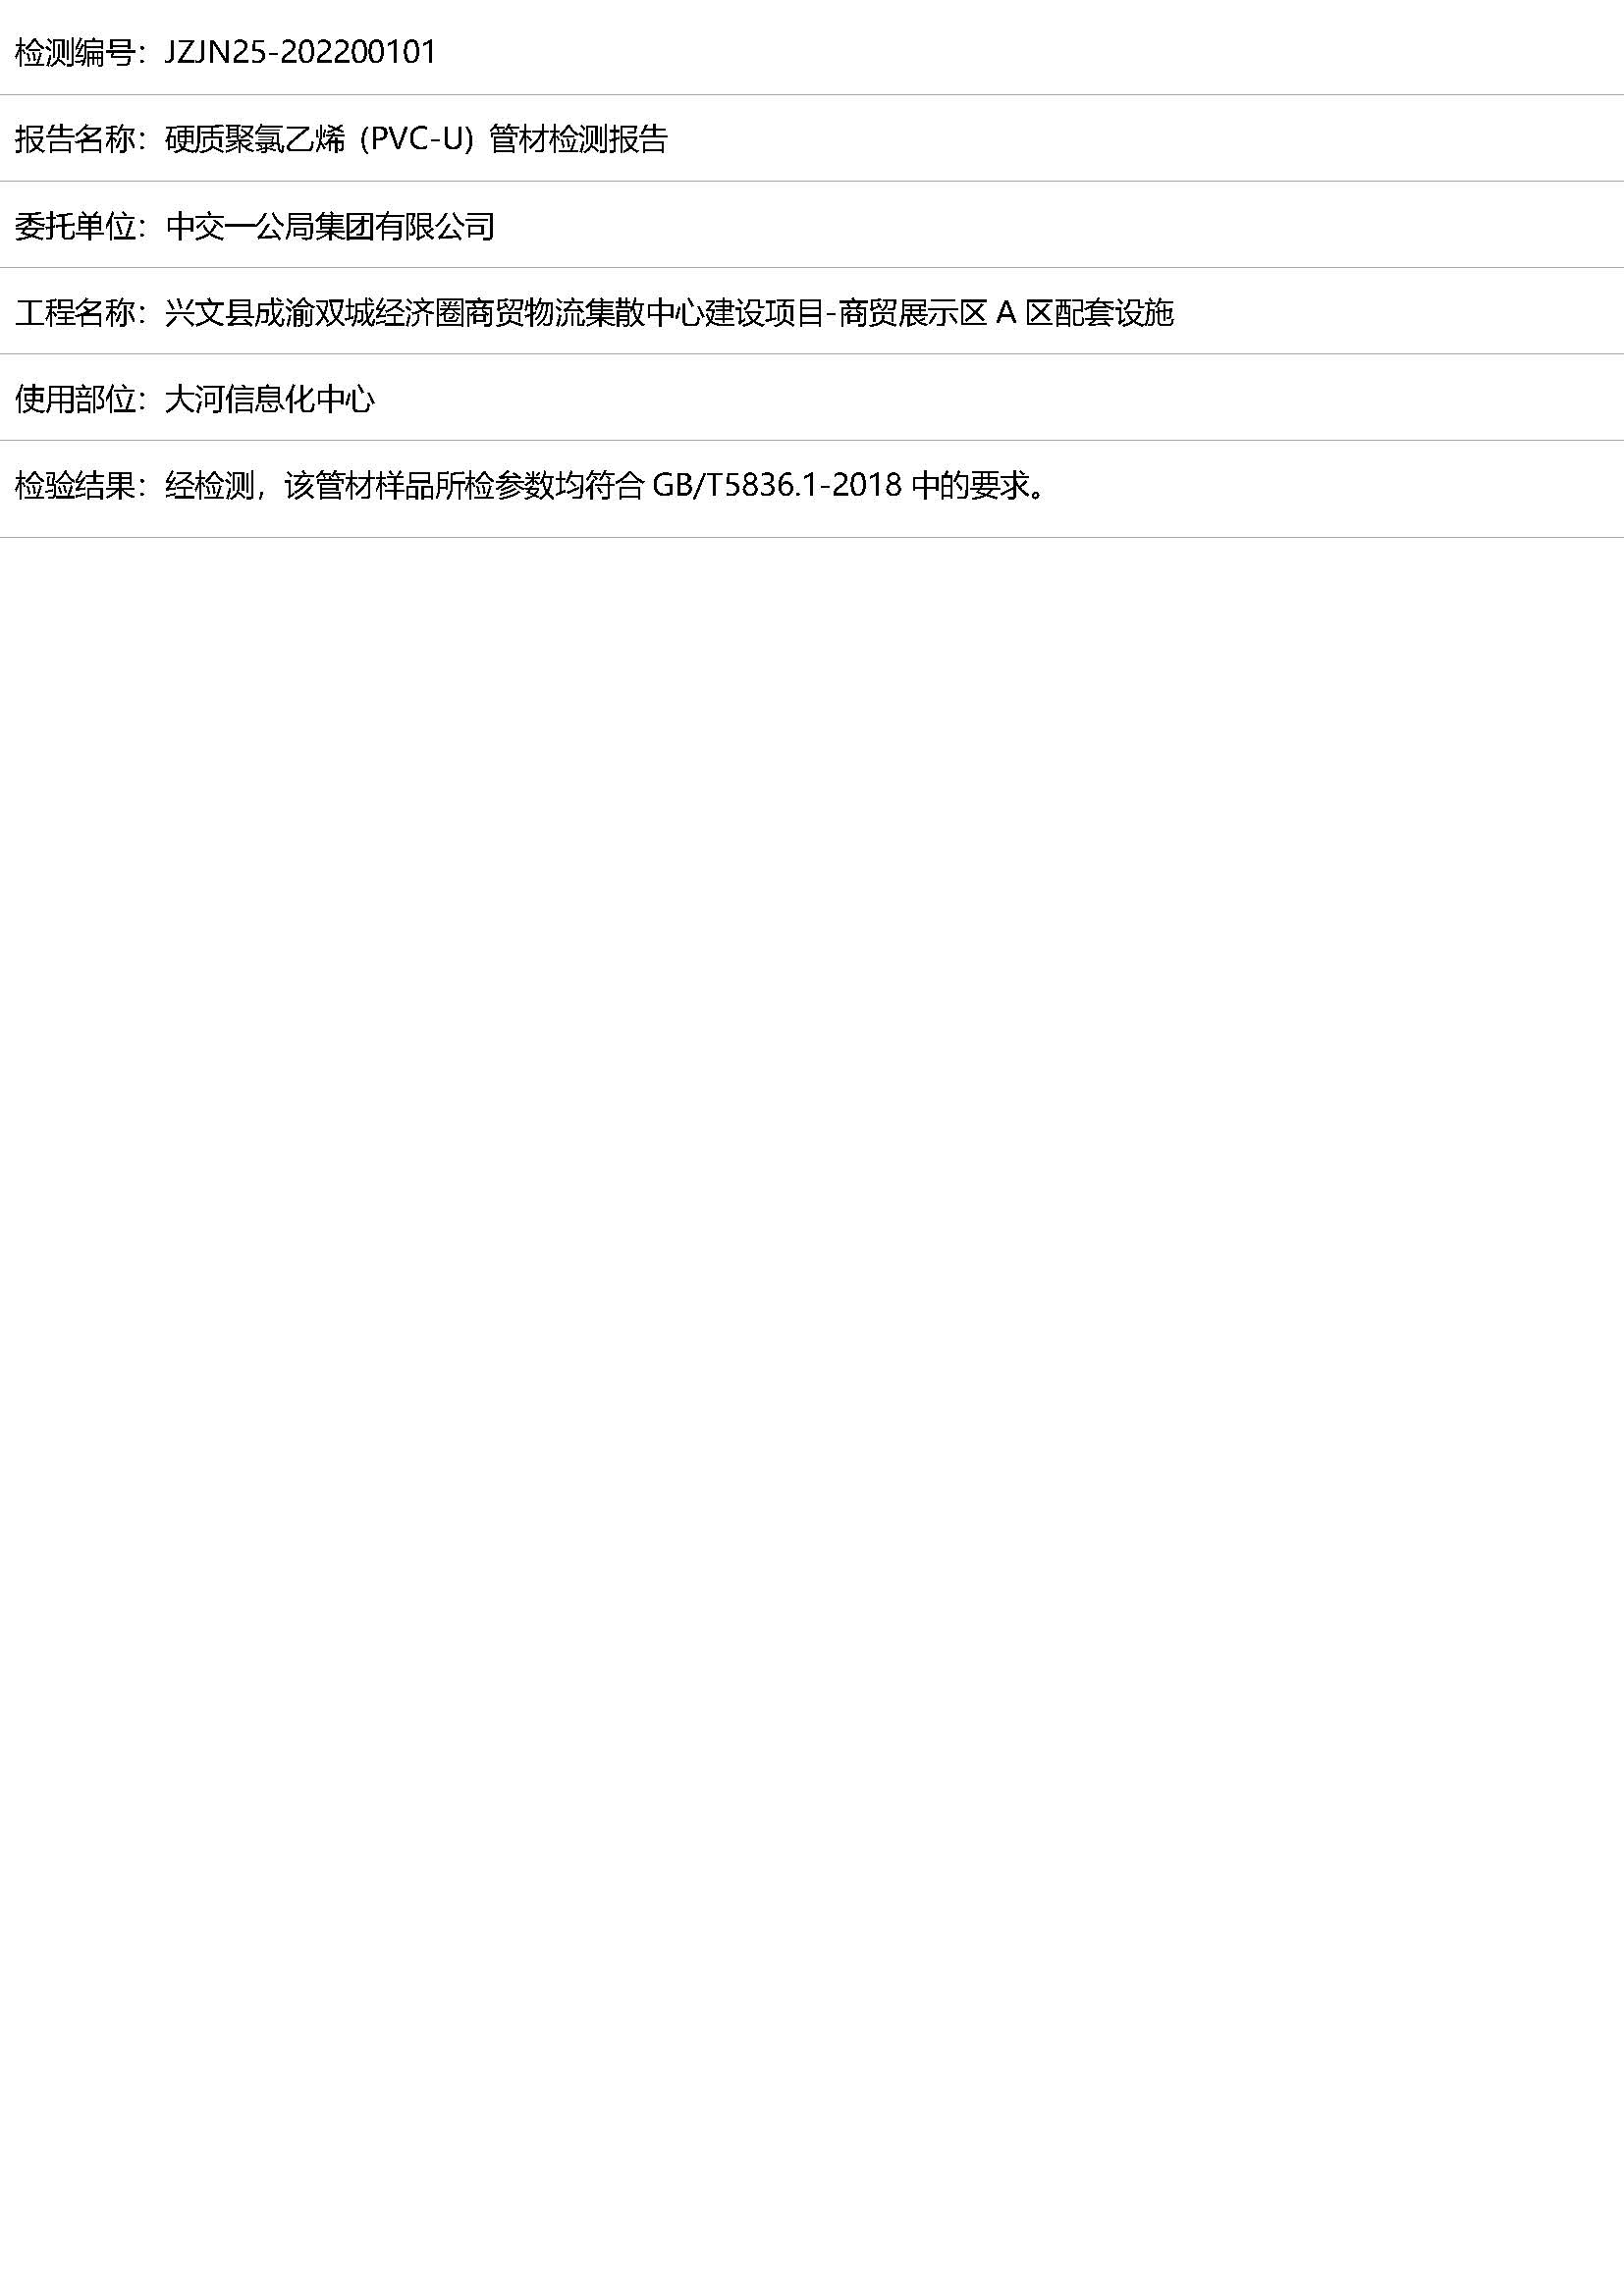 检测编号：JZJN25-202200101
报告名称：硬质聚氯乙烯 (PVC-U) 管材检测报告
委托单位：中交一公局集团有限公司
工程名称：兴文县成渝双城经济圈商贸物流集散中心建设项目-商贸展示区 A 区配套设施
使用部位：大河信息化中心
检验结果：经检测，该管材样品所检参数均符合 GB/T5836.1-2018 中的要求。